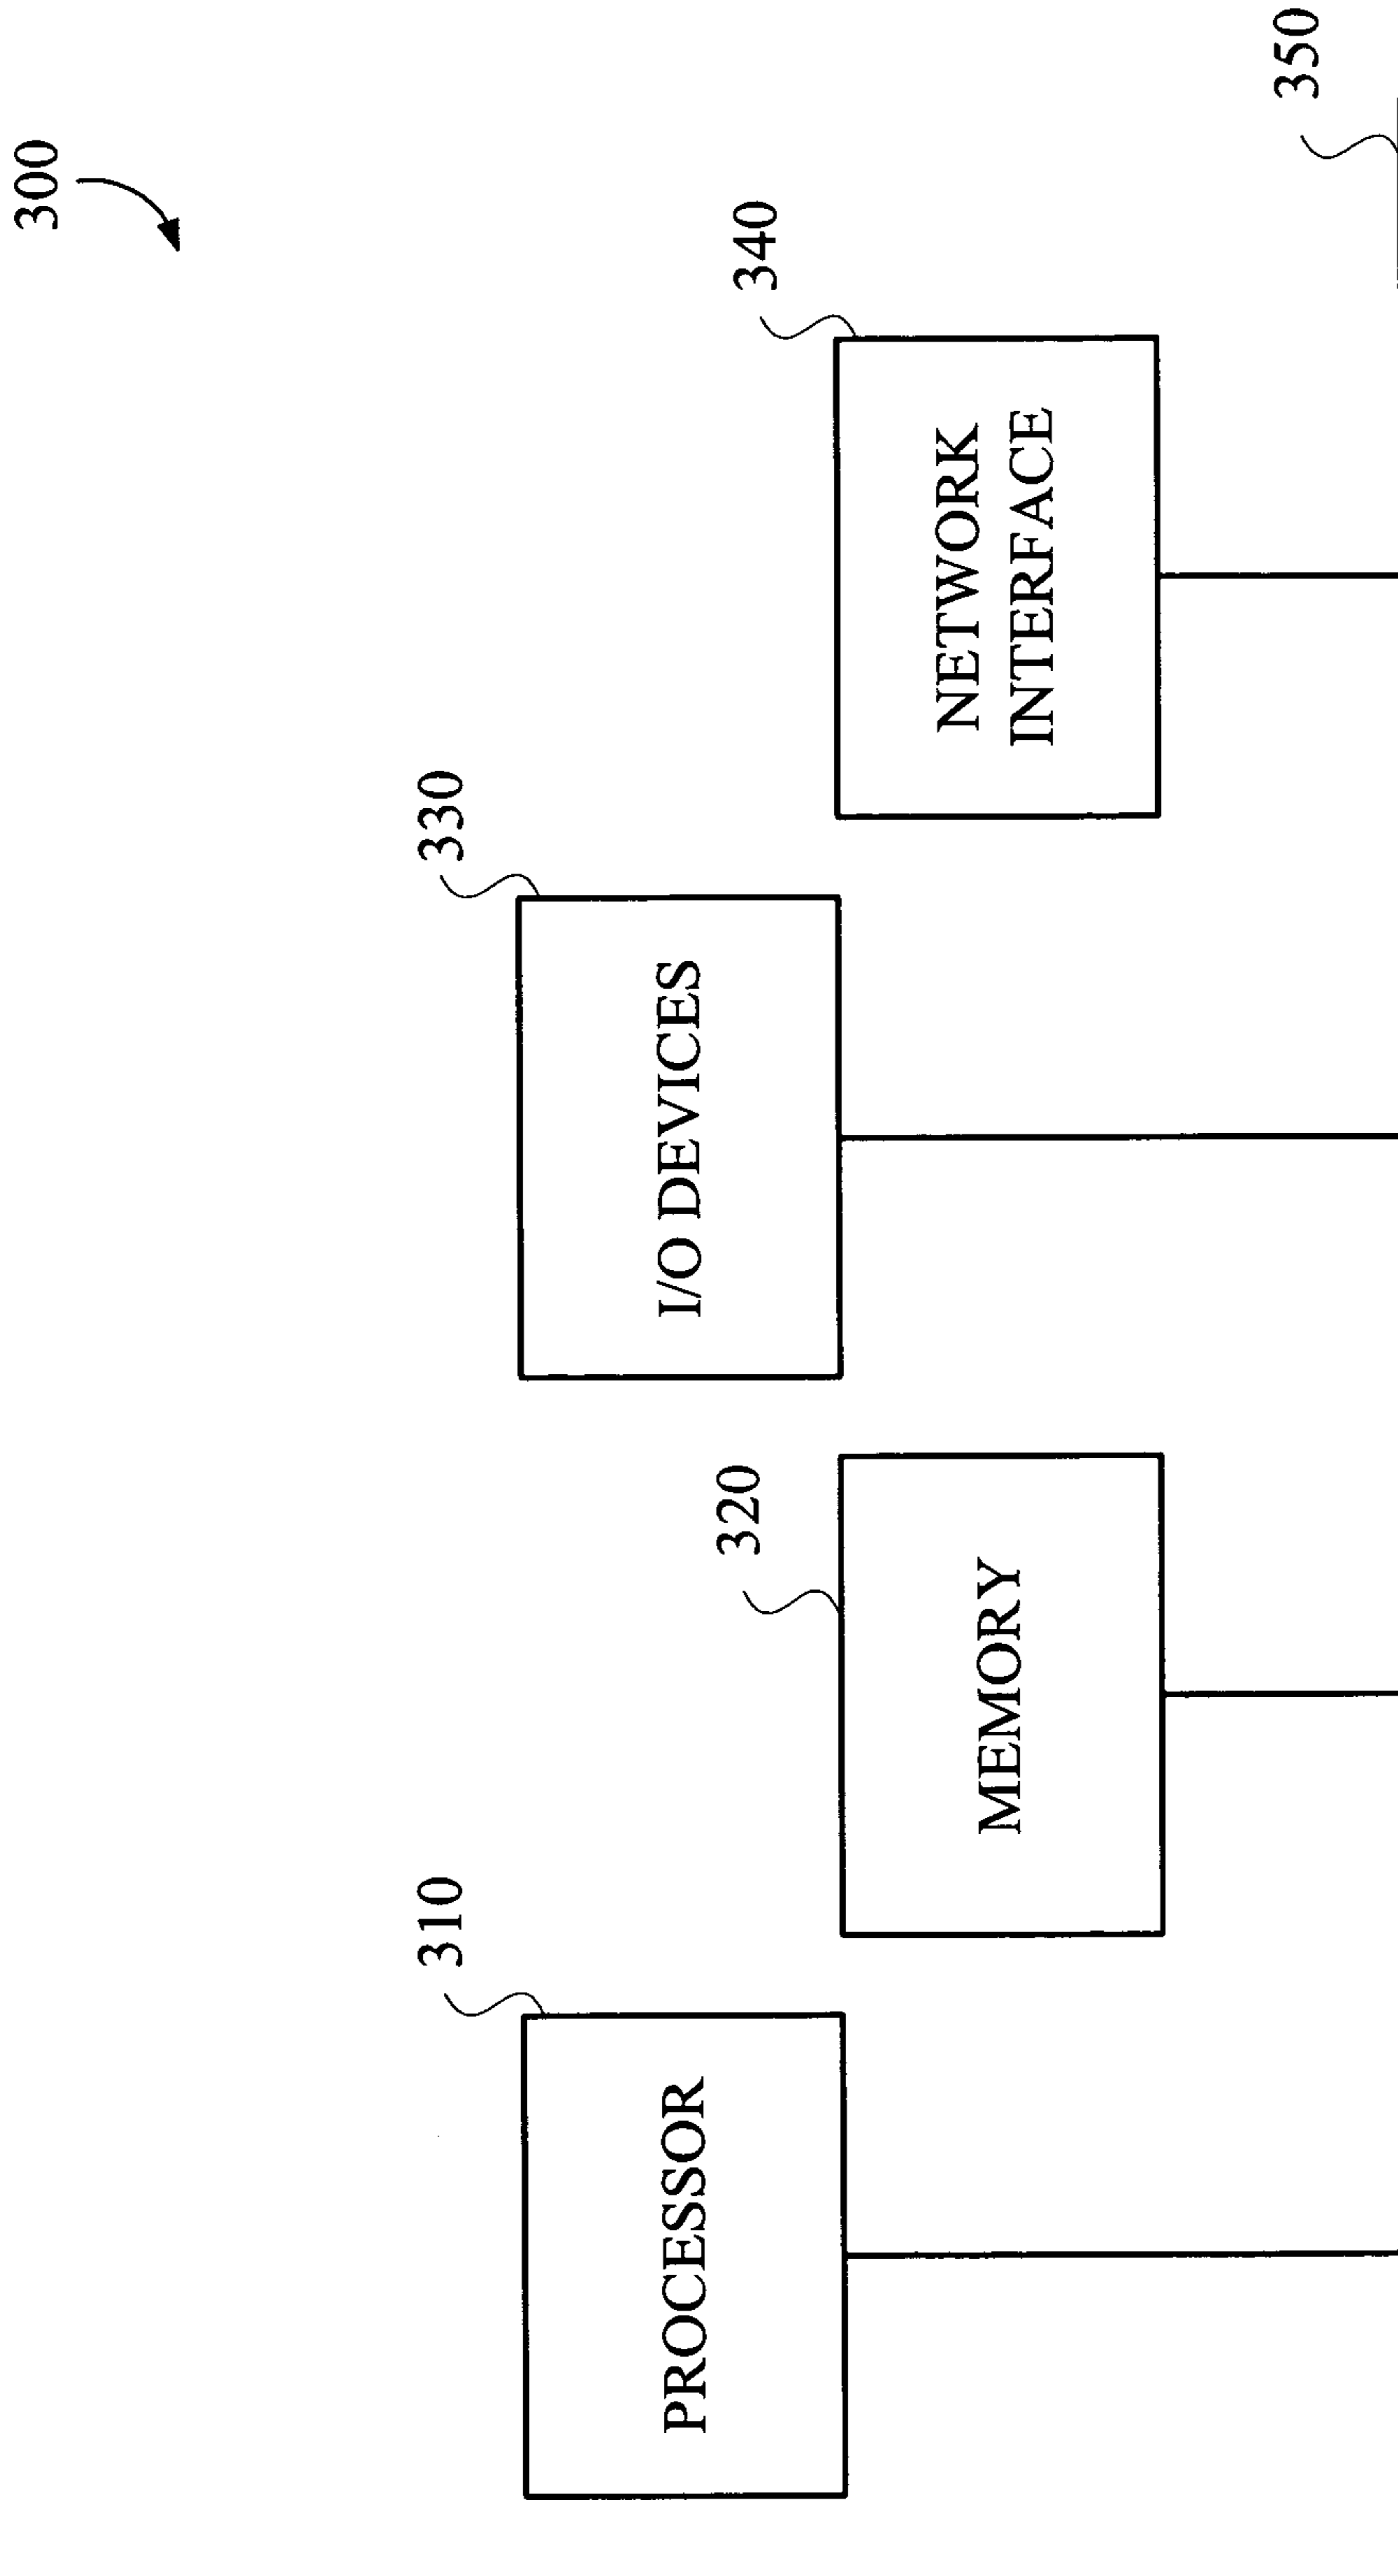 300
310
PROCESSOR
320
MEMORY
330
I/O DEVICES
340
NETWORK
INTERFACE
350